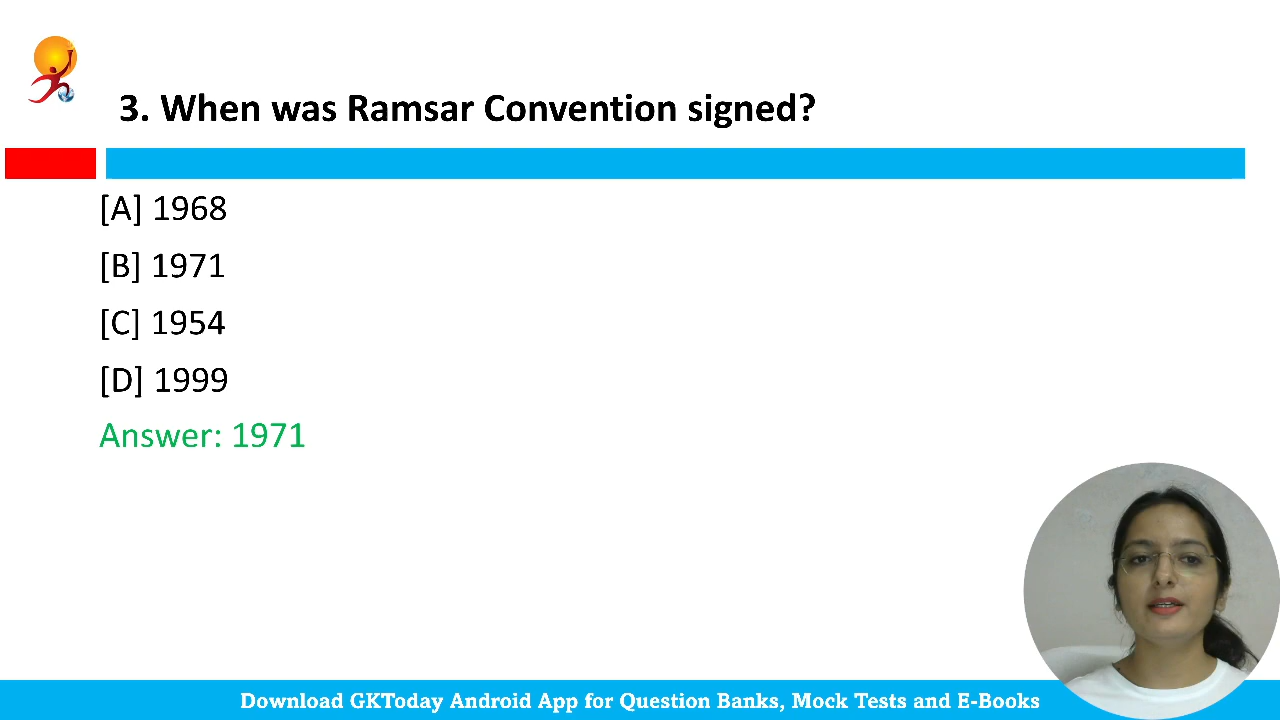 3. When was Ramsar Convention signed?
[A] 1968
[B] 1971
[C] 1954
[D] 1999
Answer: 1971
Download GKToday Android App for Question Banks, Mock Tests and E-Books